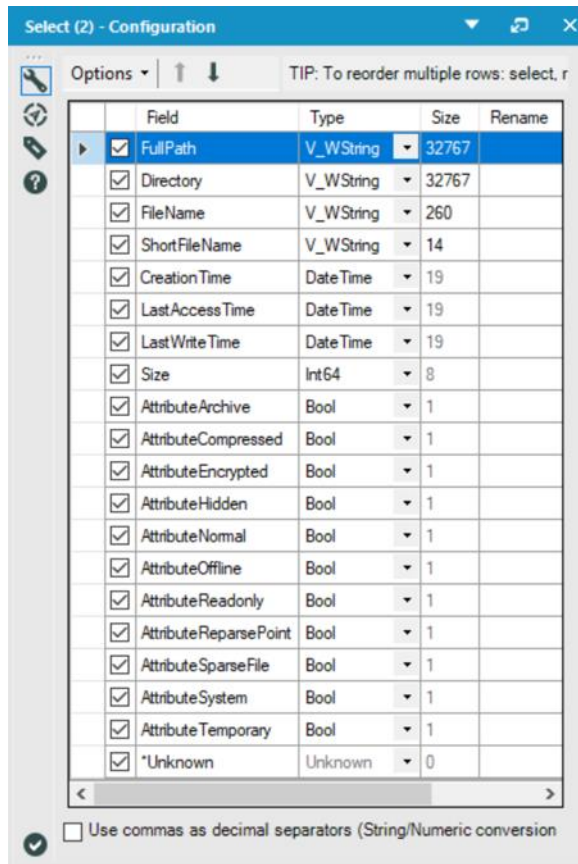 Select (2) - Configuration
Options TIP: To reorder multiple rows: select, r
Field Type Size Rename
FullPath V_WString 32767
Directory V_WString 32767
FileName V_WString 260
ShortFileName V_WString 14
CreationTime DateTime 19
LastAccessTime DateTime 19
LastWriteTime DateTime 19
Size Int64 8
AttributeArchive Bool 1
AttributeCompressed Bool 1
AttributeEncrypted Bool 1
AttributeHidden Bool 1
AttributeNormal Bool 1
AttributeOffline Bool 1
AttributeReadonly Bool 1
AttributeReparsePoint Bool 1
AttributeSparseFile Bool 1
AttributeSystem Bool 1
AttributeTemporary Bool 1
*Unknown Unknown 0
Use commas as decimal separators (String/Numeric conversion